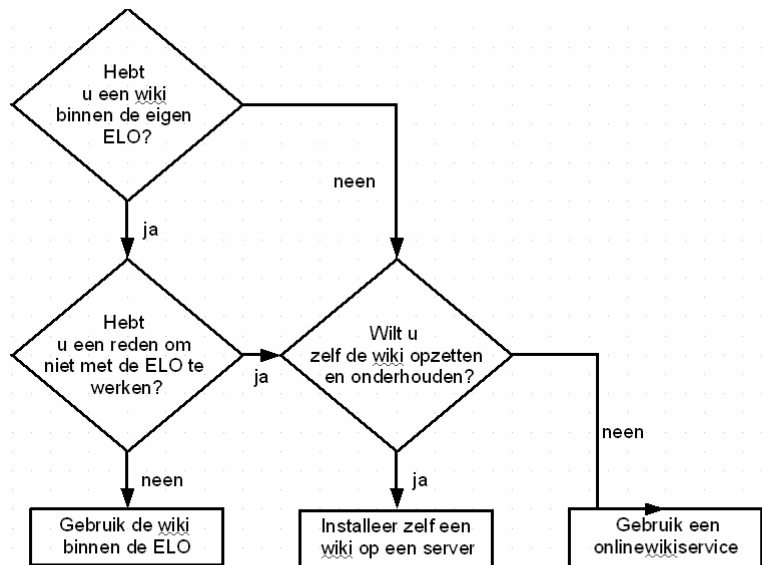 Hebt
u een wiki
binnen de eigen
ELO?
neen
ja
Hebt
u een reden om
niet met de ELO te
werken?
ja
Wilt u
zelf de wiki opzetten
en onderhouden?
neen
neen
ja
Gebruik de wiki
binnen de ELO
Installeer zelf een
wiki op een server
Gebruik een
onlinewikiservice